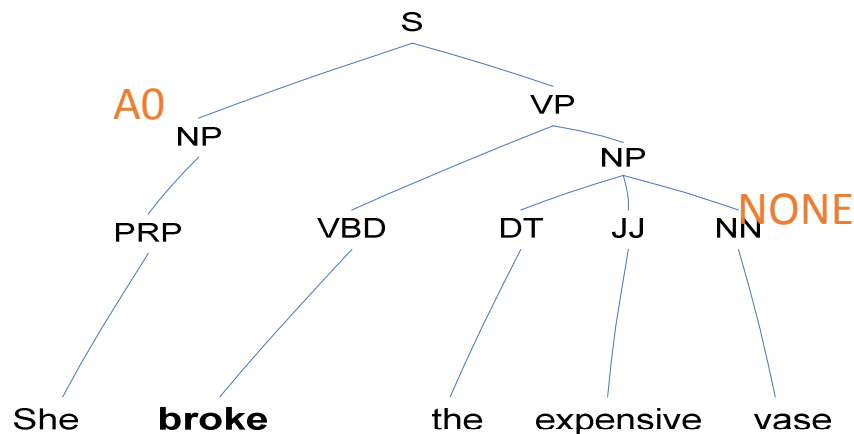 S
A0
VP
NP
NP
NONE
PRP
VBD
DT
JJ
NN
She broke the expensive vase